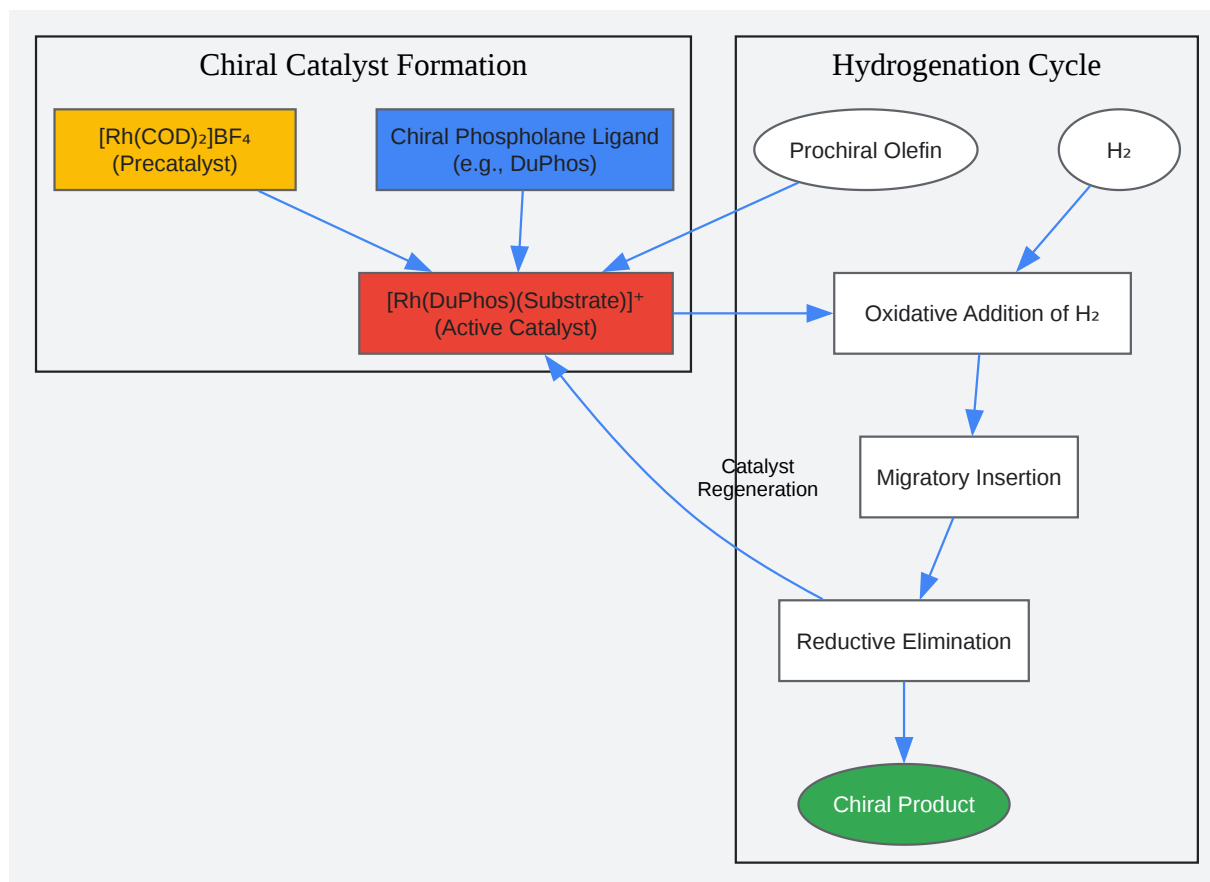 Chiral Catalyst Formation
[Rh(COD)₂]BF₄
(Precatalyst)
Chiral Phospholane Ligand
(e.g., DuPhos)
[Rh(DuPhos)(Substrate)]⁺
(Active Catalyst)
Hydrogenation Cycle
Prochiral Olefin
H₂
Oxidative Addition of H₂
Migratory Insertion
Catalyst
Regeneration
Reductive Elimination
Chiral Product